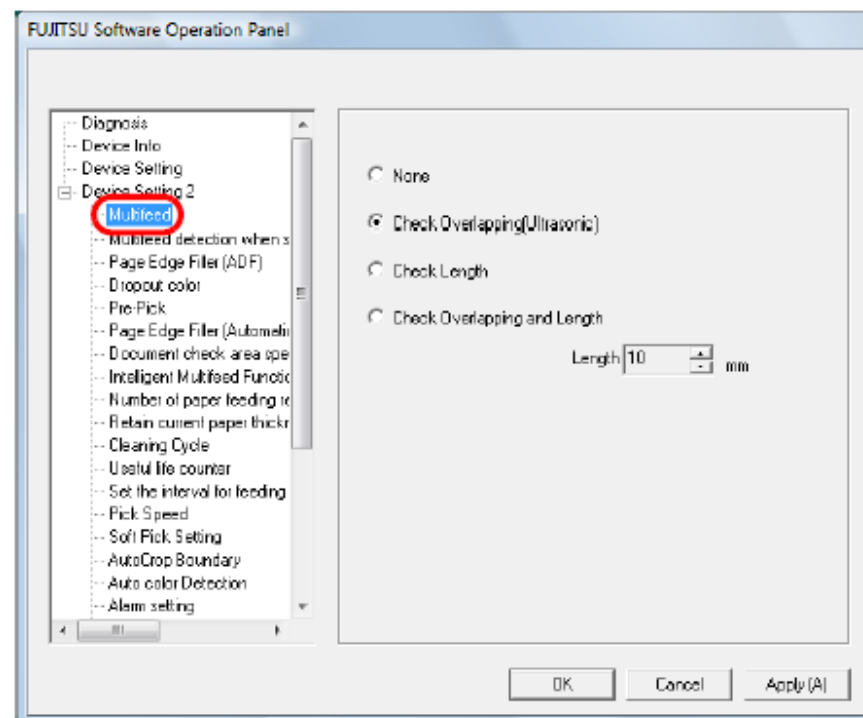 FUJITSU Software Operation Panel
Diagnosis
Device Info
Device Setting
Device Setting 2
Multifeed
Multifeed detection when s
Page Edge Filler (ADF)
Dropout color
Pre-Pick
Page Edge Filler (Automati
Document check area spe
Intelligent Multifeed Functio
Number of paper feeding re
Retain current paper thickr
Cleaning Cycle
Useful life counter
Set the interval for feeding
Pick Speed
Soft Pick Setting
AutoCrop Boundary
Auto color Detection
Alarm setting
None
Check Overlapping(Ultrasonic)
Check Length
Check Overlapping and Length
Length 10 mm
OK Cancel Apply (A)